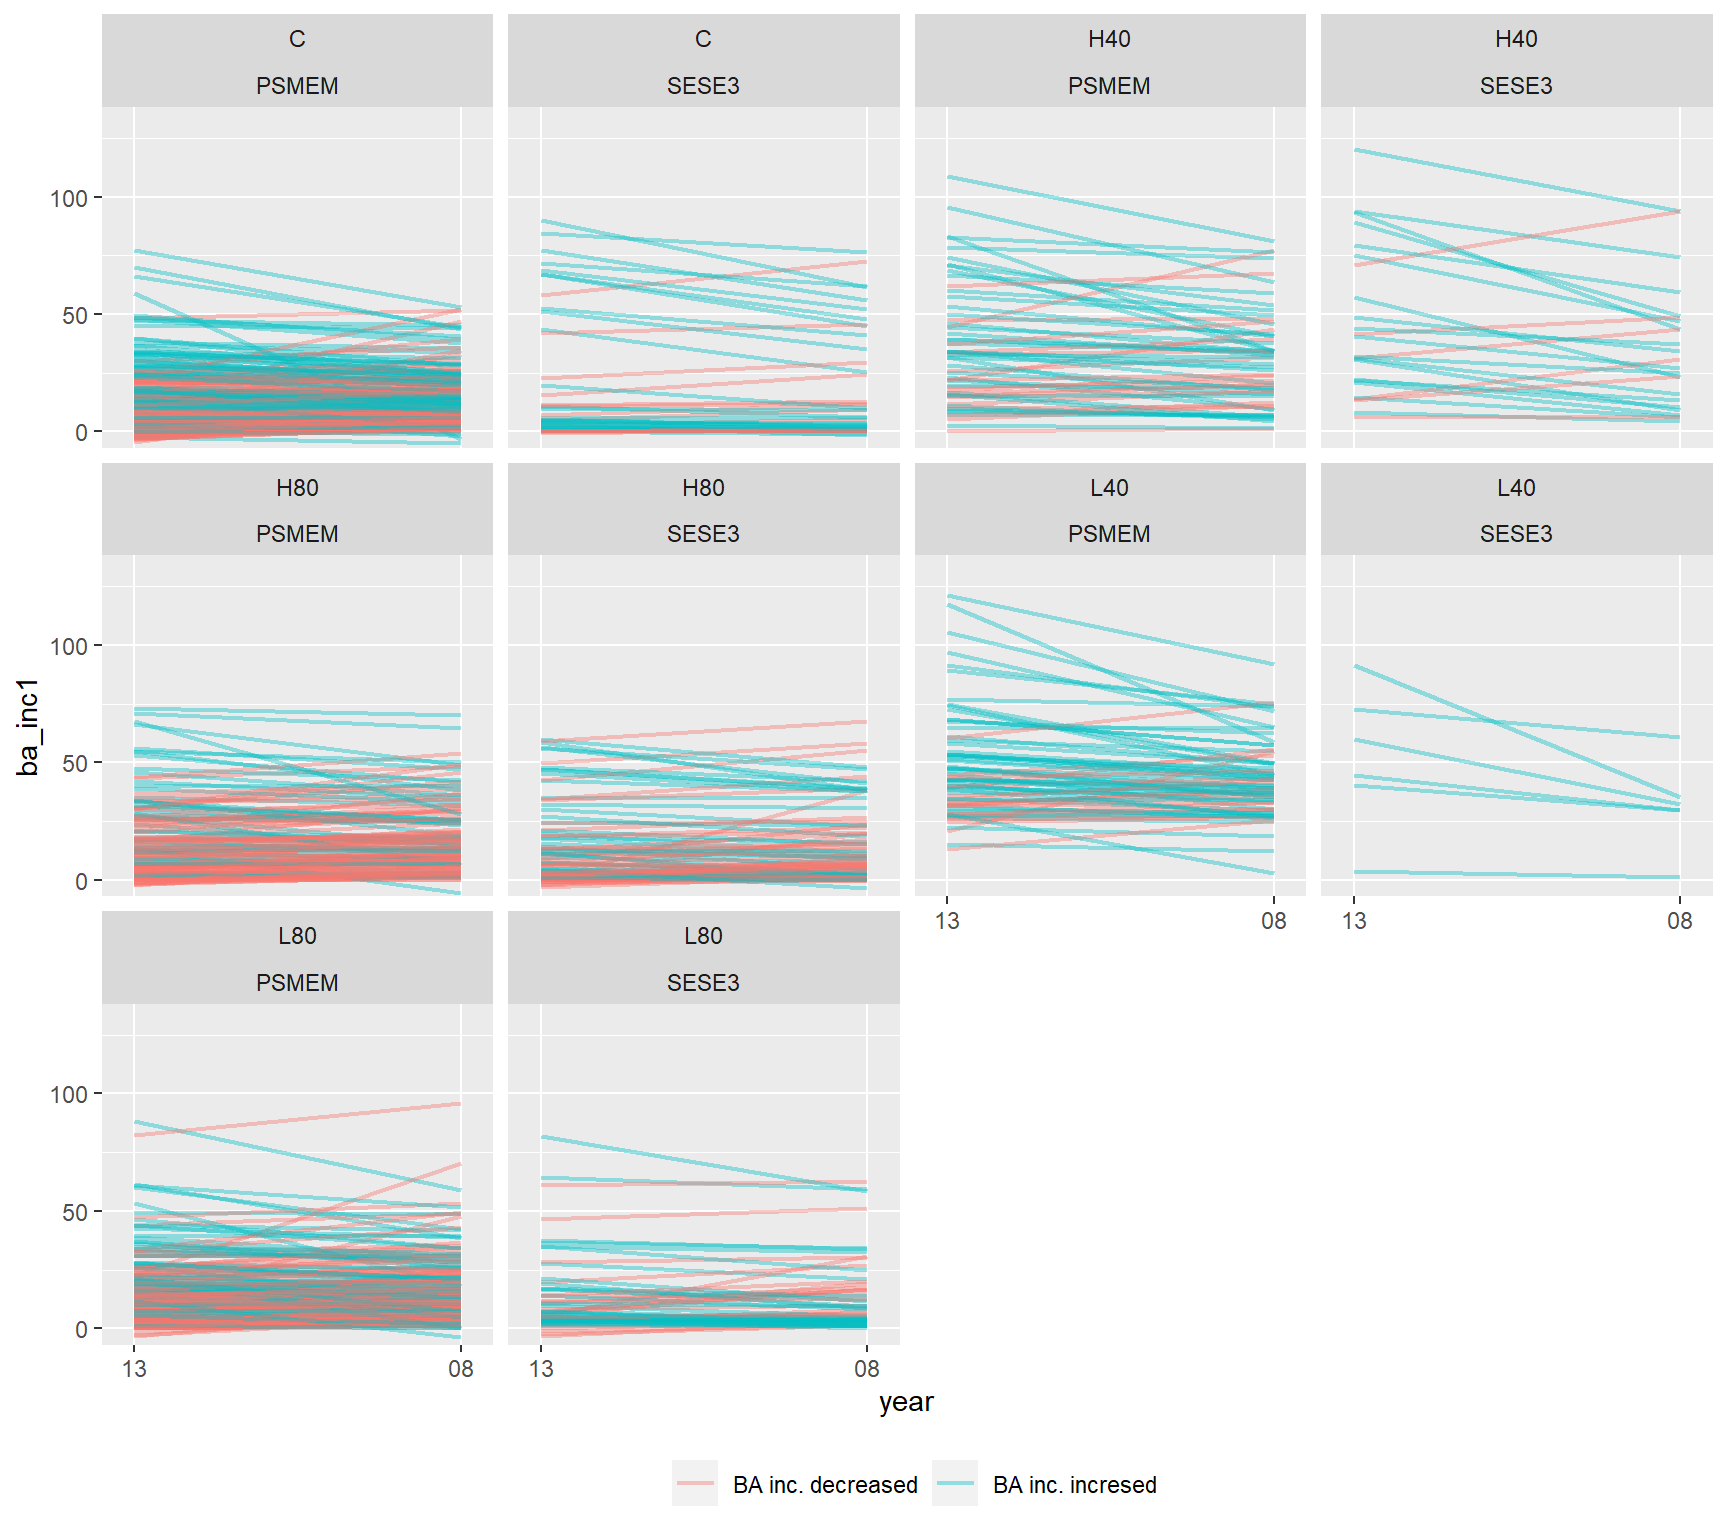 C C H40 H40
PSMEM SESE3 PSMEM SESE3
100
50
0
H80 H80 L40 L40
PSMEM SESE3 PSMEM SESE3
100
50
0
13 08 13 08
L80 L80
PSMEM SESE3
100
50
0
13 08 13 08
ba_inc1
year
BA inc. decreased BA inc. incresed